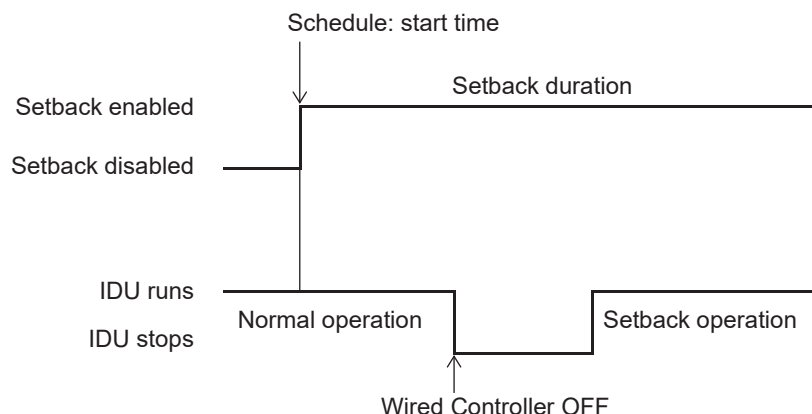 Schedule: start time
Setback duration
Setback enabled
Setback disabled
IDU runs
Normal operation
Setback operation
IDU stops
Wired Controller OFF